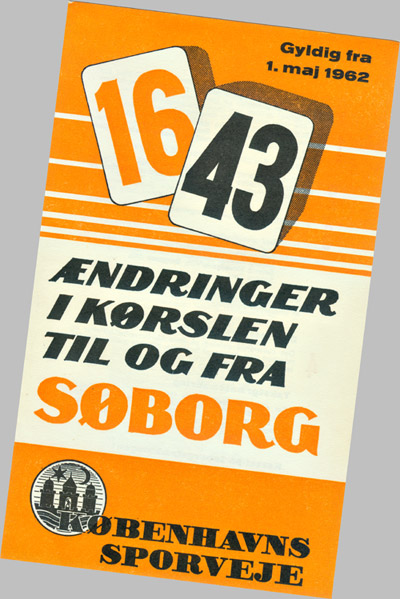 Gyldig fra
1. maj 1962
16
43
ÆNDRINGER
I KØRSLEN
TIL OG FRA
SØBORG
KØBENHAVNS
SPORVEJE